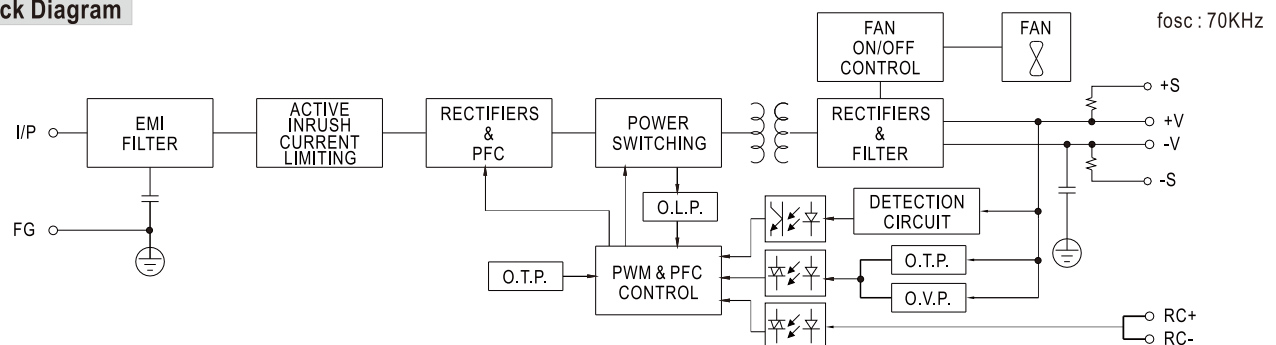 ck Diagram
fosc : 70KHz
FAN
ON/OFF
CONTROL
FAN
I/P
EMI
FILTER
ACTIVE
INRUSH
CURRENT
LIMITING
RECTIFIERS
&
PFC
POWER
SWITCHING
RECTIFIERS
&
FILTER
+S
+V
-V
-S
FG
O.L.P.
DETECTION
CIRCUIT
O.T.P.
PWM & PFC
CONTROL
O.T.P.
O.V.P.
RC+
RC-